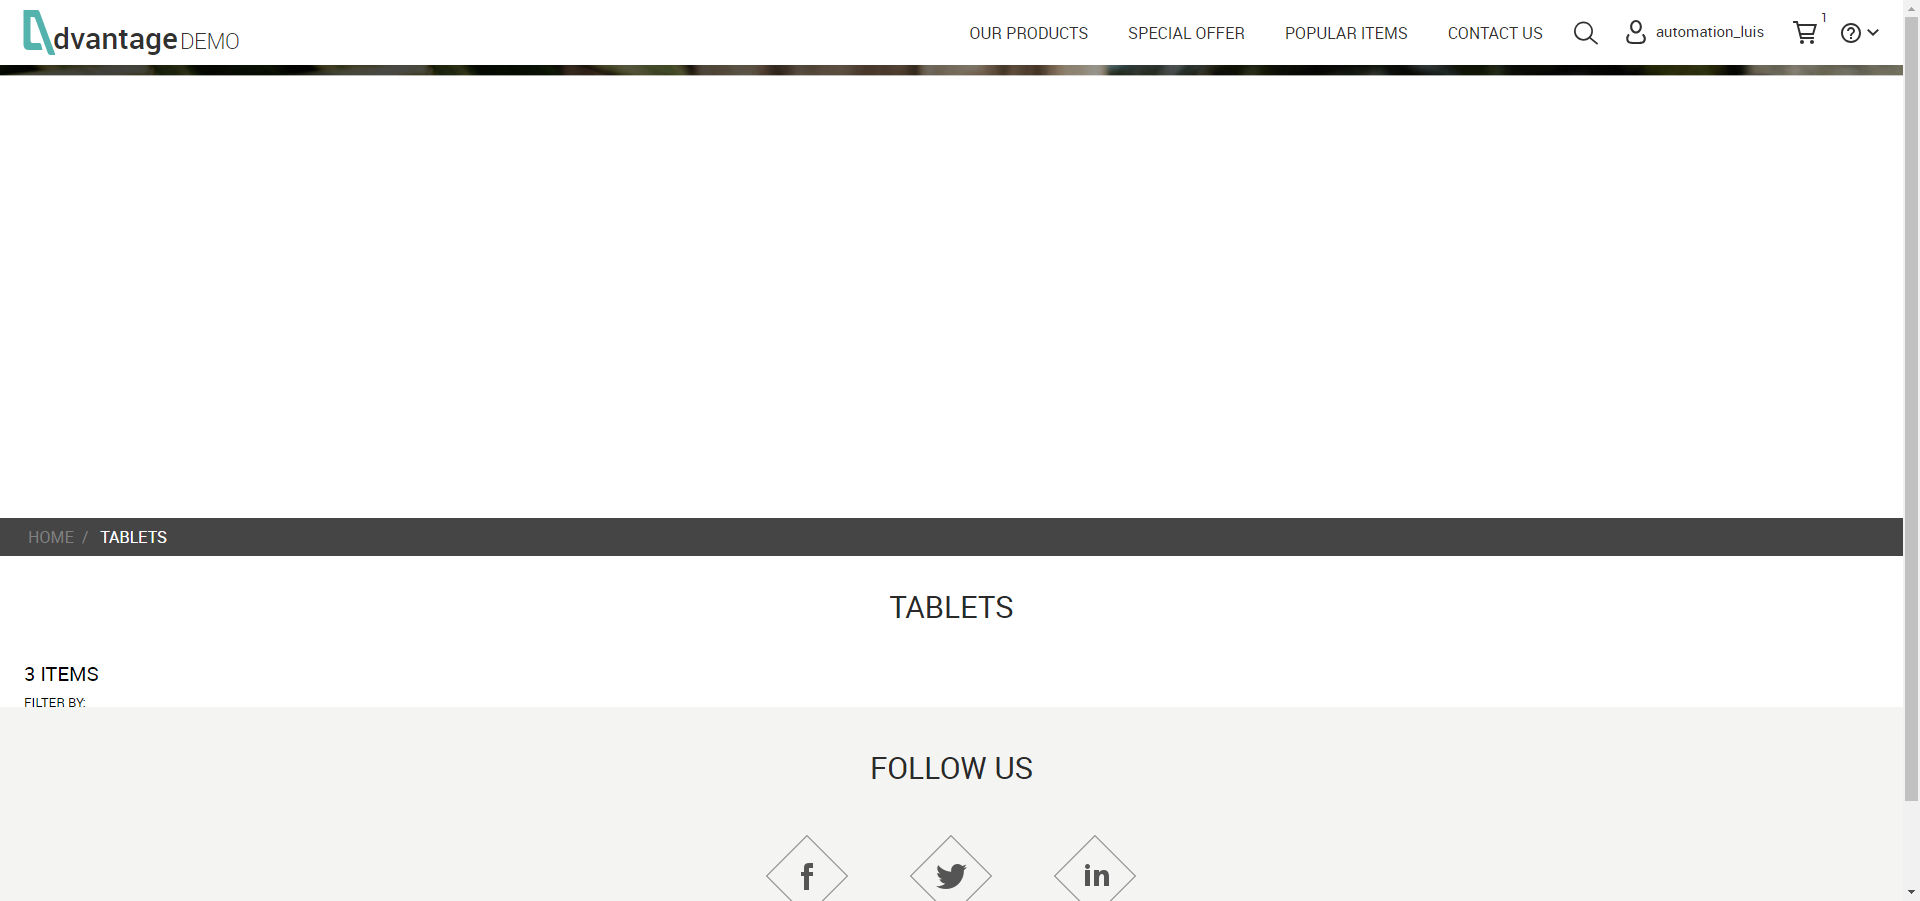 dvantage DEMO
OUR PRODUCTS SPECIAL OFFER POPULAR ITEMS CONTACT US automation_luis 1
HOME / TABLETS
TABLETS
3 ITEMS
FILTER BY:
FOLLOW US
f
in